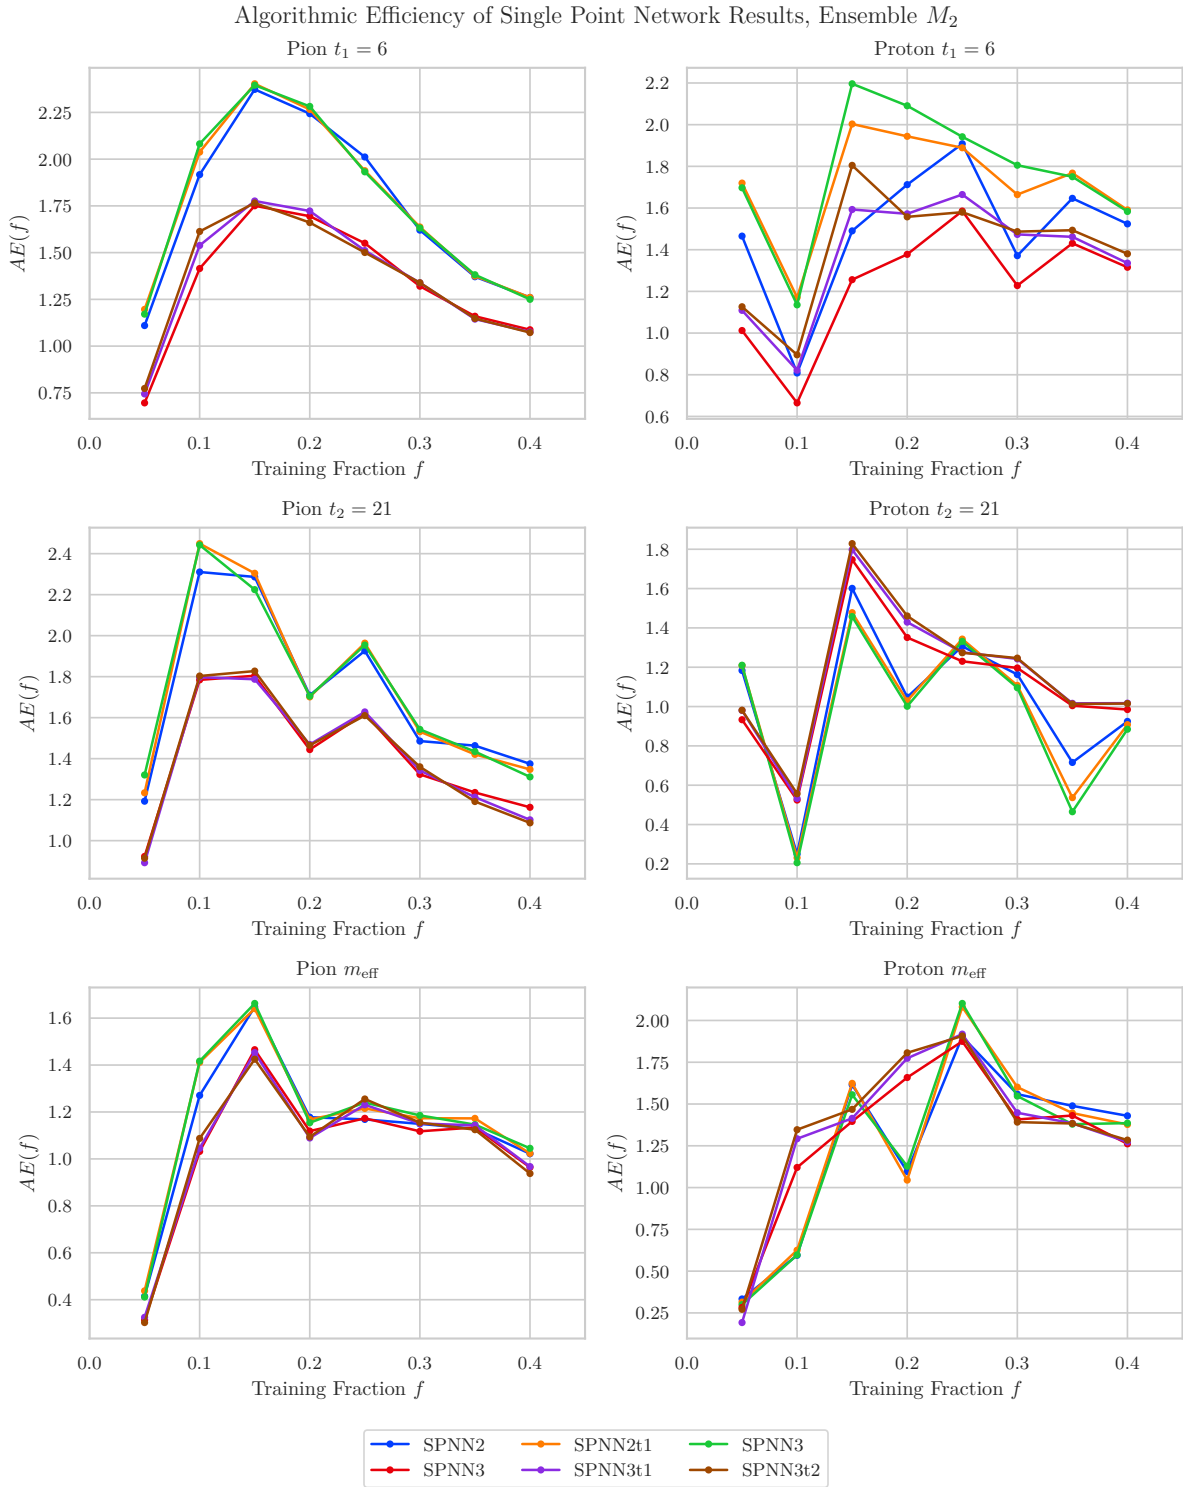 Algorithmic Efficiency of Single Point Network Results, Ensemble M₂
Pion t₁ = 6
AE(f)
2.25
2.00
1.75
1.50
1.25
1.00
0.75
0.0 0.1 0.2 0.3 0.4
Training Fraction f
Proton t₁ = 6
AE(f)
2.2
2.0
1.8
1.6
1.4
1.2
1.0
0.8
0.6
0.0 0.1 0.2 0.3 0.4
Training Fraction f
Pion t₂ = 21
AE(f)
2.4
2.2
2.0
1.8
1.6
1.4
1.2
1.0
0.0 0.1 0.2 0.3 0.4
Training Fraction f
Proton t₂ = 21
AE(f)
1.8
1.6
1.4
1.2
1.0
0.8
0.6
0.4
0.2
0.0 0.1 0.2 0.3 0.4
Training Fraction f
Pion m_eff
AE(f)
1.6
1.4
1.2
1.0
0.8
0.6
0.4
0.0 0.1 0.2 0.3 0.4
Training Fraction f
Proton m_eff
AE(f)
2.00
1.75
1.50
1.25
1.00
0.75
0.50
0.25
0.0 0.1 0.2 0.3 0.4
Training Fraction f
SPNN2 SPNN2t1 SPNN3
SPNN3 SPNN3t1 SPNN3t2